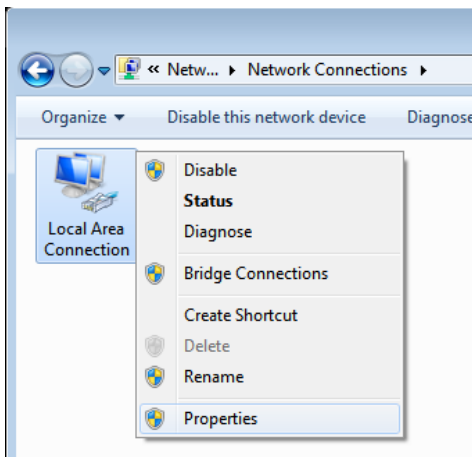 « Netw... ▸ Network Connections ▸
Organize ▼ Disable this network device Diagnose
Local Area
Connection
Disable
Status
Diagnose
Bridge Connections
Create Shortcut
Delete
Rename
Properties